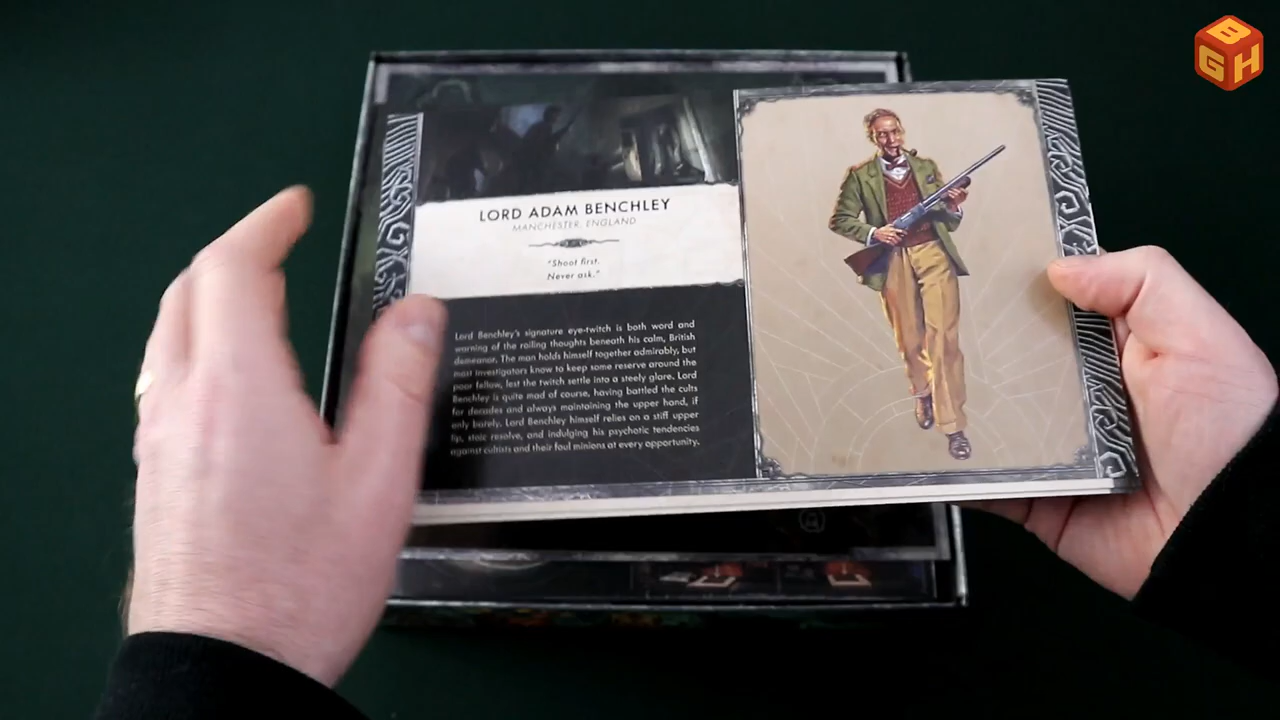 B
G H
LORD ADAM BENCHLEY
MANCHESTER, ENGLAND
"Shoot first.
Never ask."
Lord Benchley's signature eye-twitch is both word and
warning of the roiling thoughts beneath his calm, British
demeanor. The man holds himself together admirably, but
most investigators know to keep some reserve around the
poor fellow, lest the twitch settle into a steely glare. Lord
Benchley is quite mad of course, having battled the cults
for decades and always maintaining the upper hand, if
only barely. Lord Benchley himself relies on a stiff upper
lip, stoic resolve, and indulging his psychotic tendencies
against cultists and their foul minions at every opportunity.